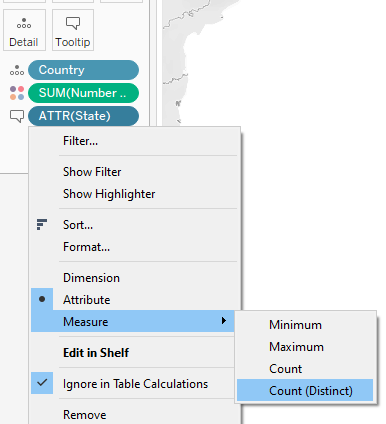 Detail Tooltip
Country
SUM(Number ..
ATTR(State)
Filter...
Show Filter
Show Highlighter
Sort...
Format...
Dimension
Attribute
Measure
Minimum
Maximum
Count
Count (Distinct)
Edit in Shelf
Ignore in Table Calculations
Remove